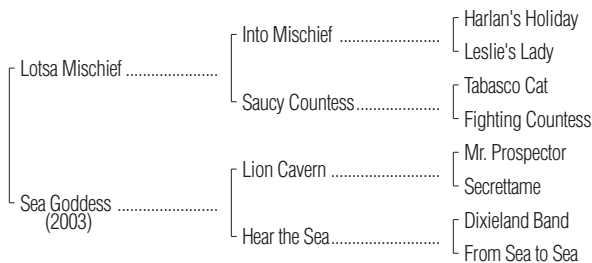 Harlan's Holiday
Into Mischief ........................
Leslie's Lady
Lotsa Mischief ......................
Tabasco Cat
Saucy Countess....................
Fighting Countess
Mr. Prospector
Lion Cavern ..........................
Secrettame
Sea Goddess ........................
(2003)
Dixieland Band
Hear the Sea..........................
From Sea to Sea